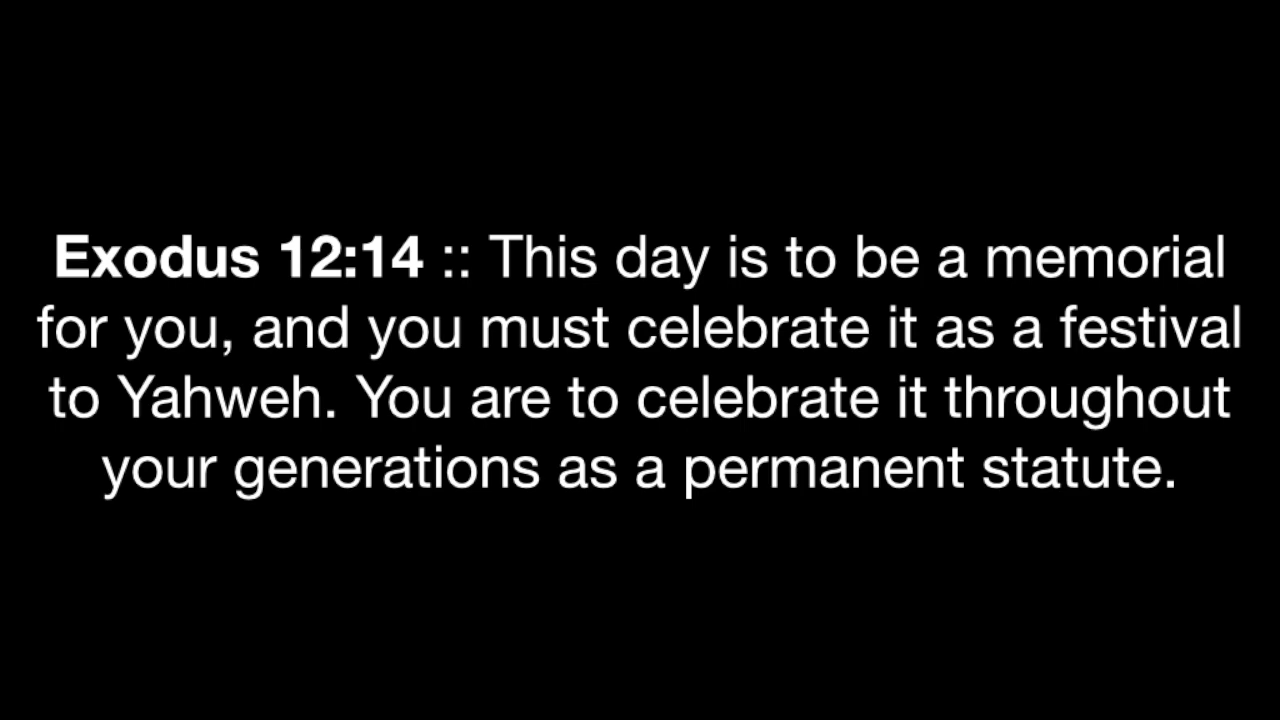 Exodus 12:14 :: This day is to be a memorial
for you, and you must celebrate it as a festival
to Yahweh. You are to celebrate it throughout
your generations as a permanent statute.